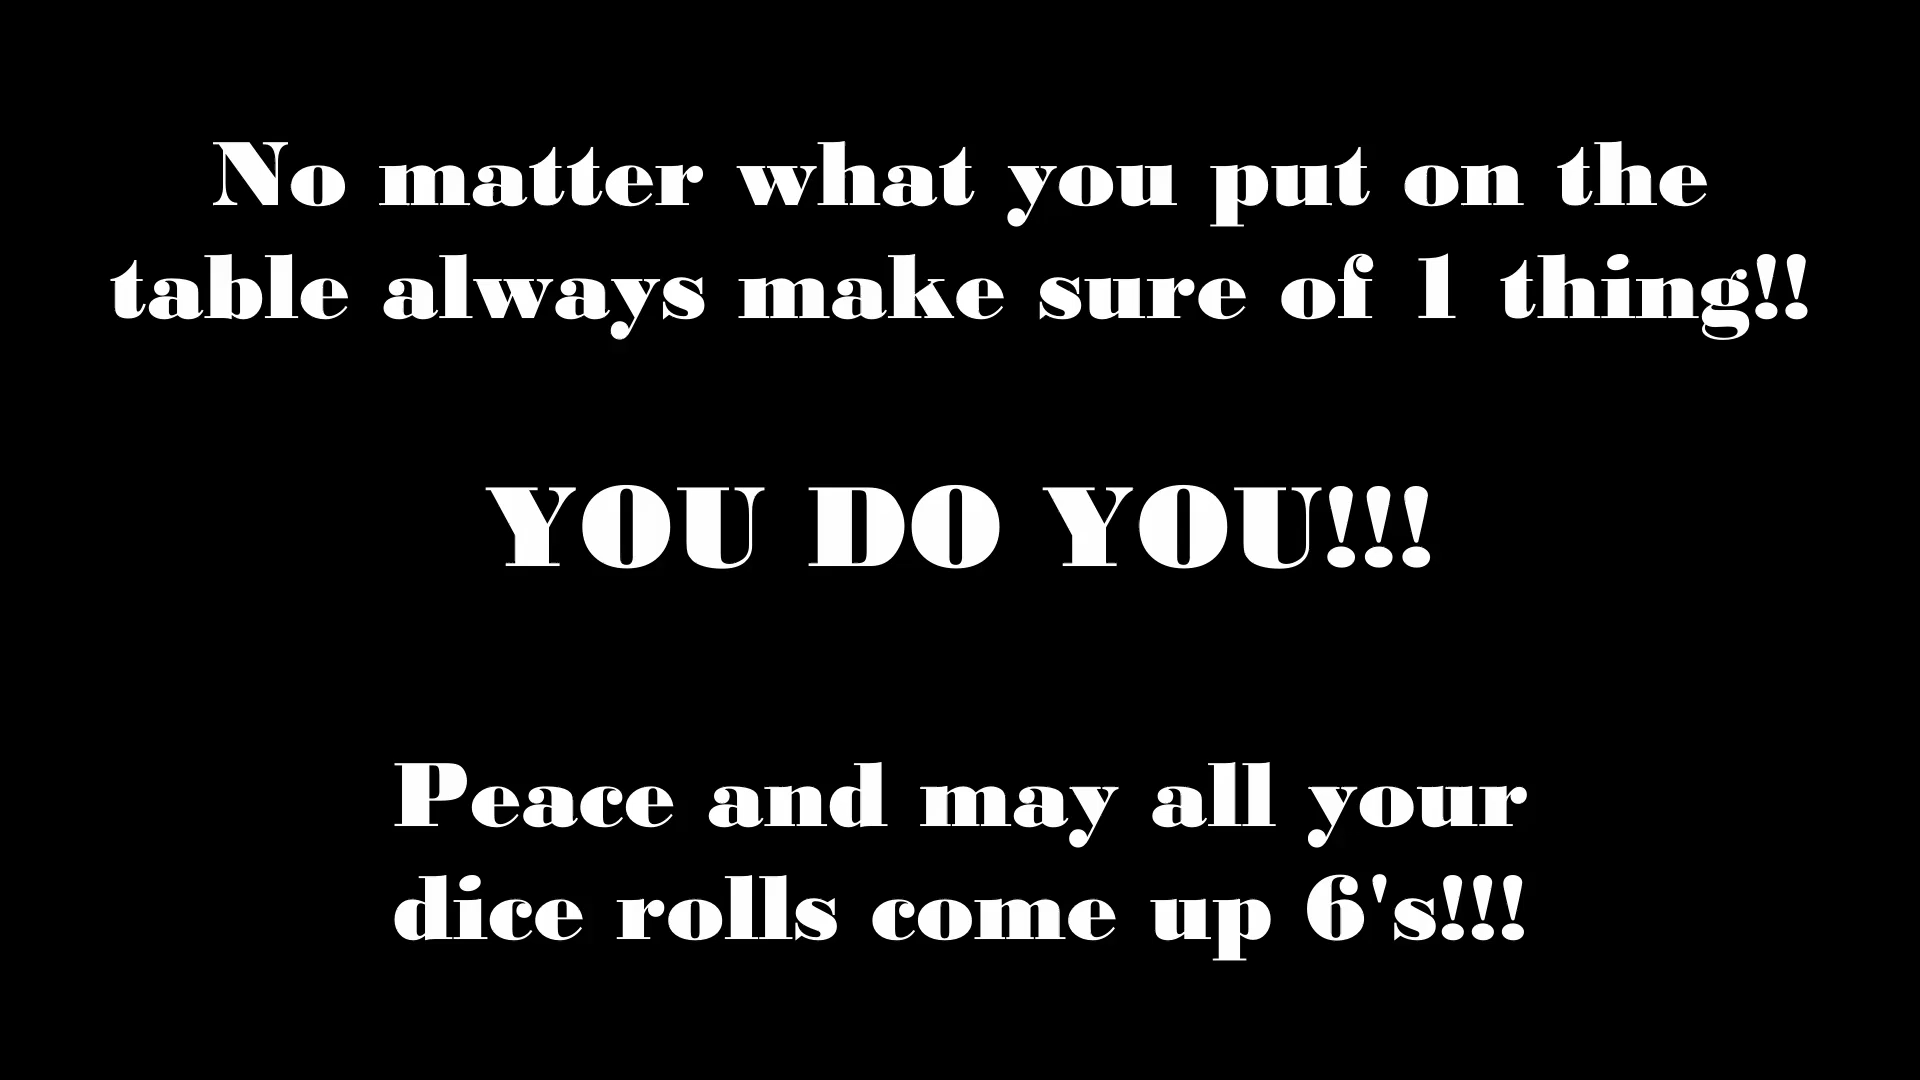 No matter what you put on the
table always make sure of 1 thing!!
YOU DO YOU!!!
Peace and may all your
dice rolls come up 6's!!!